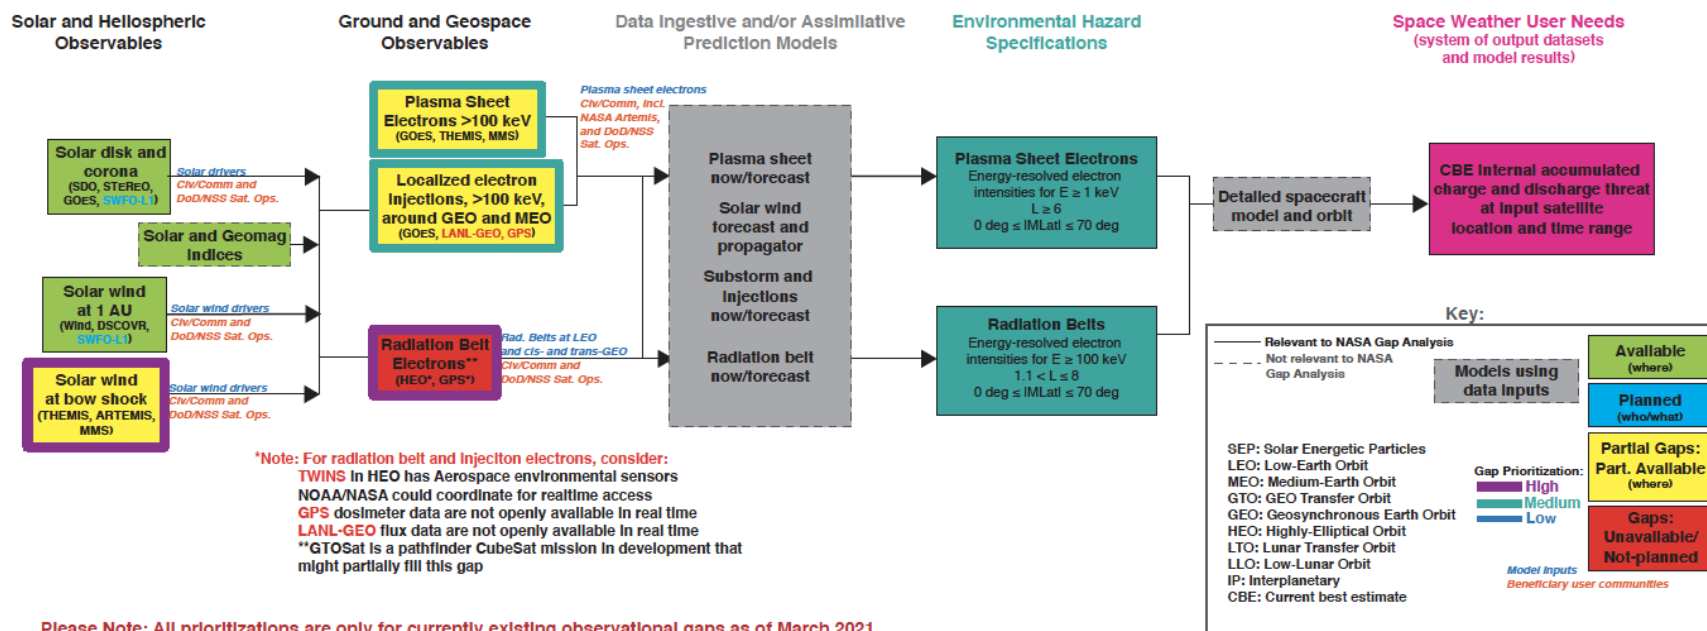 Solar and Heliospheric
Observables
Ground and Geospace
Observables
Data Ingestive and/or Assimilative
Prediction Models
Environmental Hazard
Specifications
Space Weather User Needs
(system of output datasets
and model results)
Solar disk and
corona
(SDO, STEREO,
GOES, SWFO-L1)
Solar drivers
Civ/Comm and
DoD/NSS Sat. Ops.
Solar and Geomag
Indices
Solar wind
at 1 AU
(Wind, DSCOVR,
SWFO-L1)
Solar wind drivers
Civ/Comm and
DoD/NSS Sat. Ops.
Solar wind
at bow shock
(THEMIS, ARTEMIS,
MMS)
Solar wind drivers
Civ/Comm and
DoD/NSS Sat. Ops.
Plasma Sheet
Electrons >100 keV
(GOES, THEMIS, MMS)
Plasma sheet electrons
Civ/Comm, incl.
NASA Artemis,
and DoD/NSS
Sat. Ops.
Localized electron
injections, >100 keV,
around GEO and MEO
(GOES, LANL-GEO, GPS)
Radiation Belt
Electrons**
(HEO*, GPS*)
Rad. Belts at LEO
and cis- and trans-GEO
Civ/Comm and
DoD/NSS Sat. Ops.
Plasma sheet
now/forecast
Solar wind
forecast and
propagator
Substorm and
injections
now/forecast
Radiation belt
now/forecast
Plasma Sheet Electrons
Energy-resolved electron
intensities for E ≥ 1 keV
L ≥ 6
0 deg ≤ IMLatI ≤ 70 deg
Radiation Belts
Energy-resolved electron
intensities for E ≥ 100 keV
1.1 < L ≤ 8
0 deg ≤ IMLatI ≤ 70 deg
Detailed spacecraft
model and orbit
CBE Internal accumulated
charge and discharge threat
at input satellite
location and time range
*Note: For radiation belt and injeciton electrons, consider:
TWINS in HEO has Aerospace environmental sensors
NOAA/NASA could coordinate for realtime access
GPS dosimeter data are not openly available in real time
LANL-GEO flux data are not openly available in real time
**GTOSat is a pathfinder CubeSat mission in development that
might partially fill this gap
Please Note: All prioritizations are only for currently existing observational gaps as of March 2021
Key:
Relevant to NASA Gap Analysis
Not relevant to NASA
Gap Analysis
Models using
data inputs
Available
(where)
Planned
(who/what)
Partial Gaps:
Part. Available
(where)
Gaps:
Unavailable/
Not-planned
SEP: Solar Energetic Particles
LEO: Low-Earth Orbit
MEO: Medium-Earth Orbit
GTO: GEO Transfer Orbit
GEO: Geosynchronous Earth Orbit
HEO: Highly-Elliptical Orbit
LTO: Lunar Transfer Orbit
LLO: Low-Lunar Orbit
IP: Interplanetary
CBE: Current best estimate
Gap Prioritization:
High
Medium
Low
Model Inputs
Beneficiary user communities